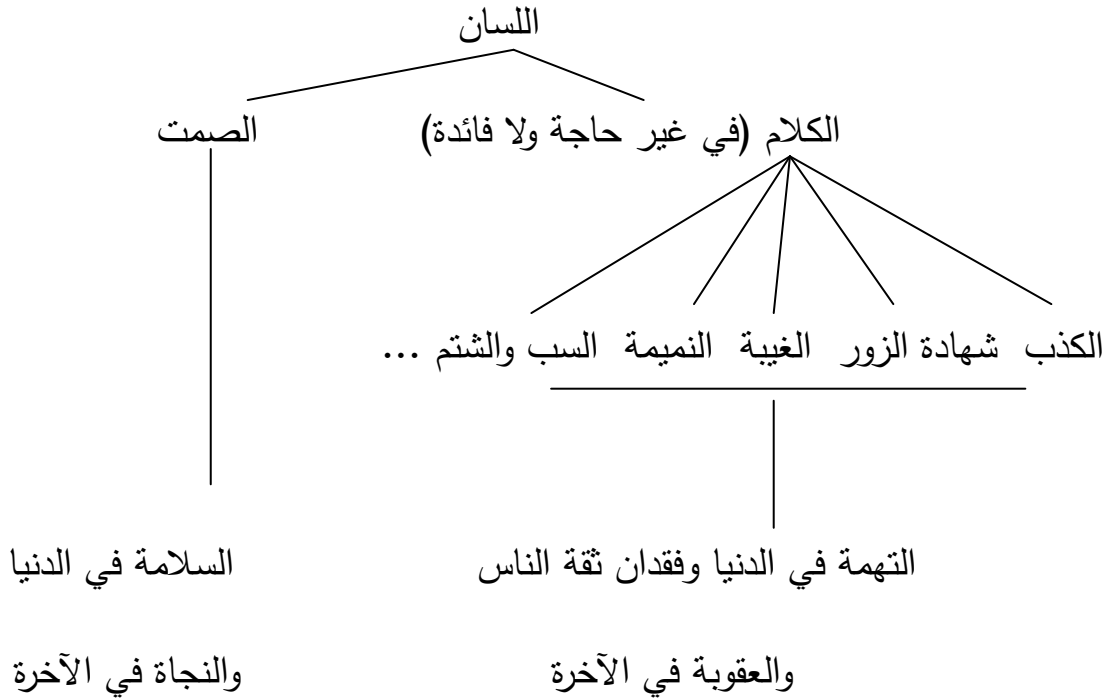 اللسان
الكلام (في غير حاجة ولا فائدة) الصمت
الكذب شهادة الزور الغيبة النميمة السب والشتم ...
التهمة في الدنيا وفقدان ثقة الناس السلامة في الدنيا
والعقوبة في الآخرة والنجاة في الآخرة